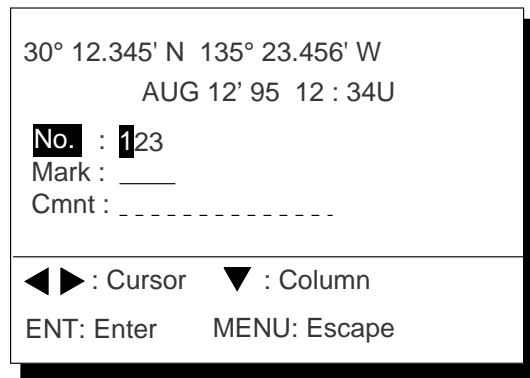 30° 12.345' N 135° 23.456' W
AUG 12' 95 12 : 34U
No. : 123
Mark : ____
Cmnt : _ _ _ _ _ _ _ _ _ _ _ _ _ _
◀ ▶ : Cursor ▼ : Column
ENT: Enter MENU: Escape